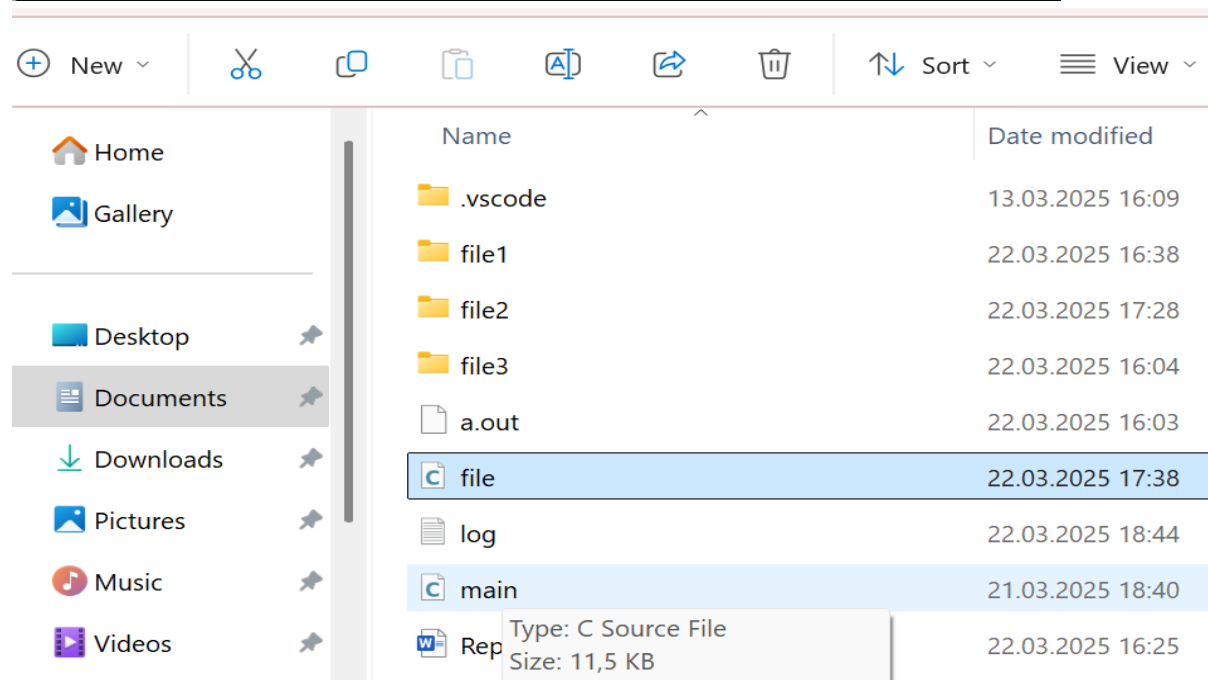 New Sort View
Name Date modified
Home
.vscode 13.03.2025 16:09
Gallery
file1 22.03.2025 16:38
file2 22.03.2025 17:28
Desktop
file3 22.03.2025 16:04
Documents
a.out 22.03.2025 16:03
Downloads
file 22.03.2025 17:38
Pictures
log 22.03.2025 18:44
Music
main 21.03.2025 18:40
Videos
Rep 22.03.2025 16:25
Type: C Source File
Size: 11,5 KB